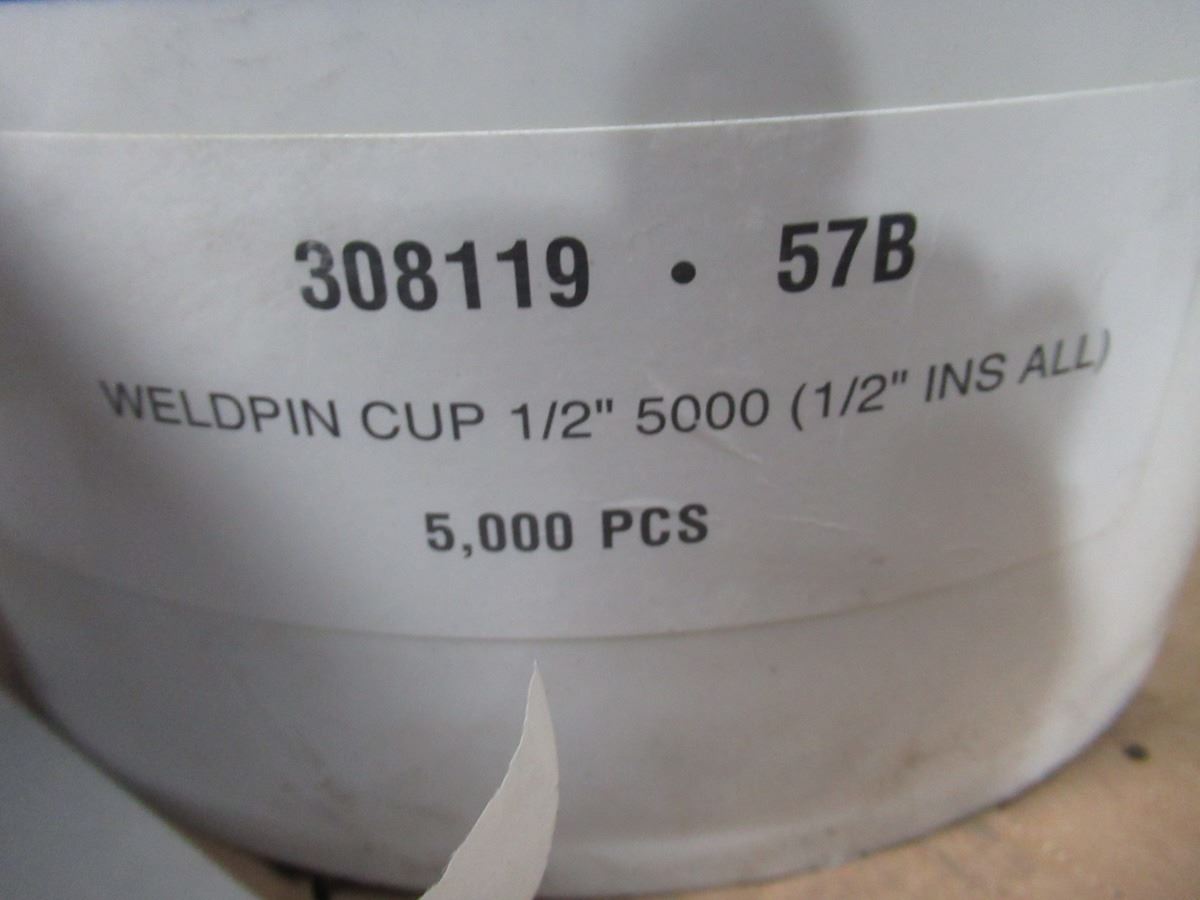 308119 • 57B
WELDPIN CUP 1/2" 5000 (1/2" INS ALL)
5,000 PCS